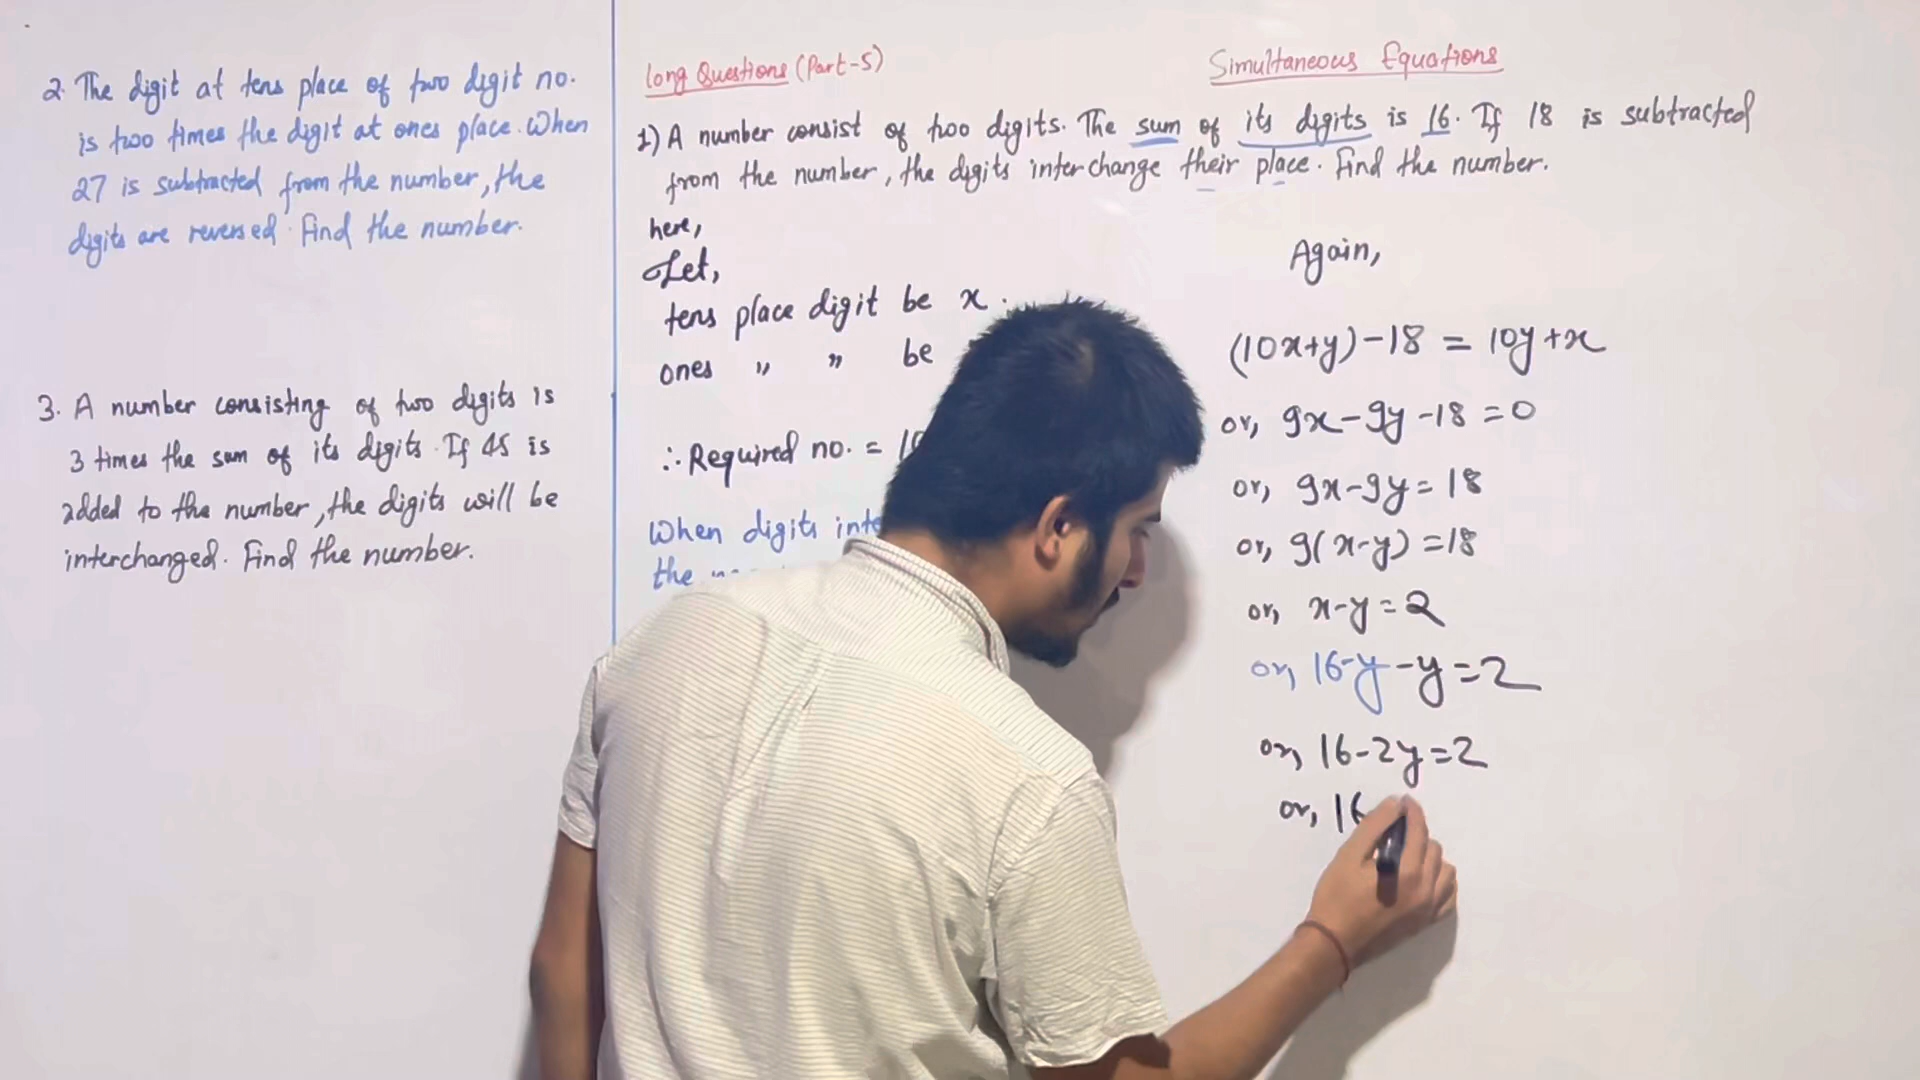 2. The digit at tens place of two digit no.
is two times the digit at ones place. When
27 is subtracted from the number, the
digits are reversed. Find the number.
3. A number consisting of two digits is
3 times the sum of its digits. If 45 is
added to the number, the digits will be
interchanged. Find the number.
Long Questions (Part-5)
Simultaneous Equations
1) A number consist of two digits. The sum of its digits is 16. If 18 is subtracted
from the number, the digits interchange their place. Find the number.
here,
Let,
tens place digit be x.
ones " " be
∴ Required no. =
When digits
the
Again,
(10x+y)-18 = 10y+x
or, 9x-9y-18 = 0
or, 9x-9y = 18
or, 9(x-y) = 18
or, x-y = 2
or, 16-y-y = 2
or, 16-2y = 2
or, 16